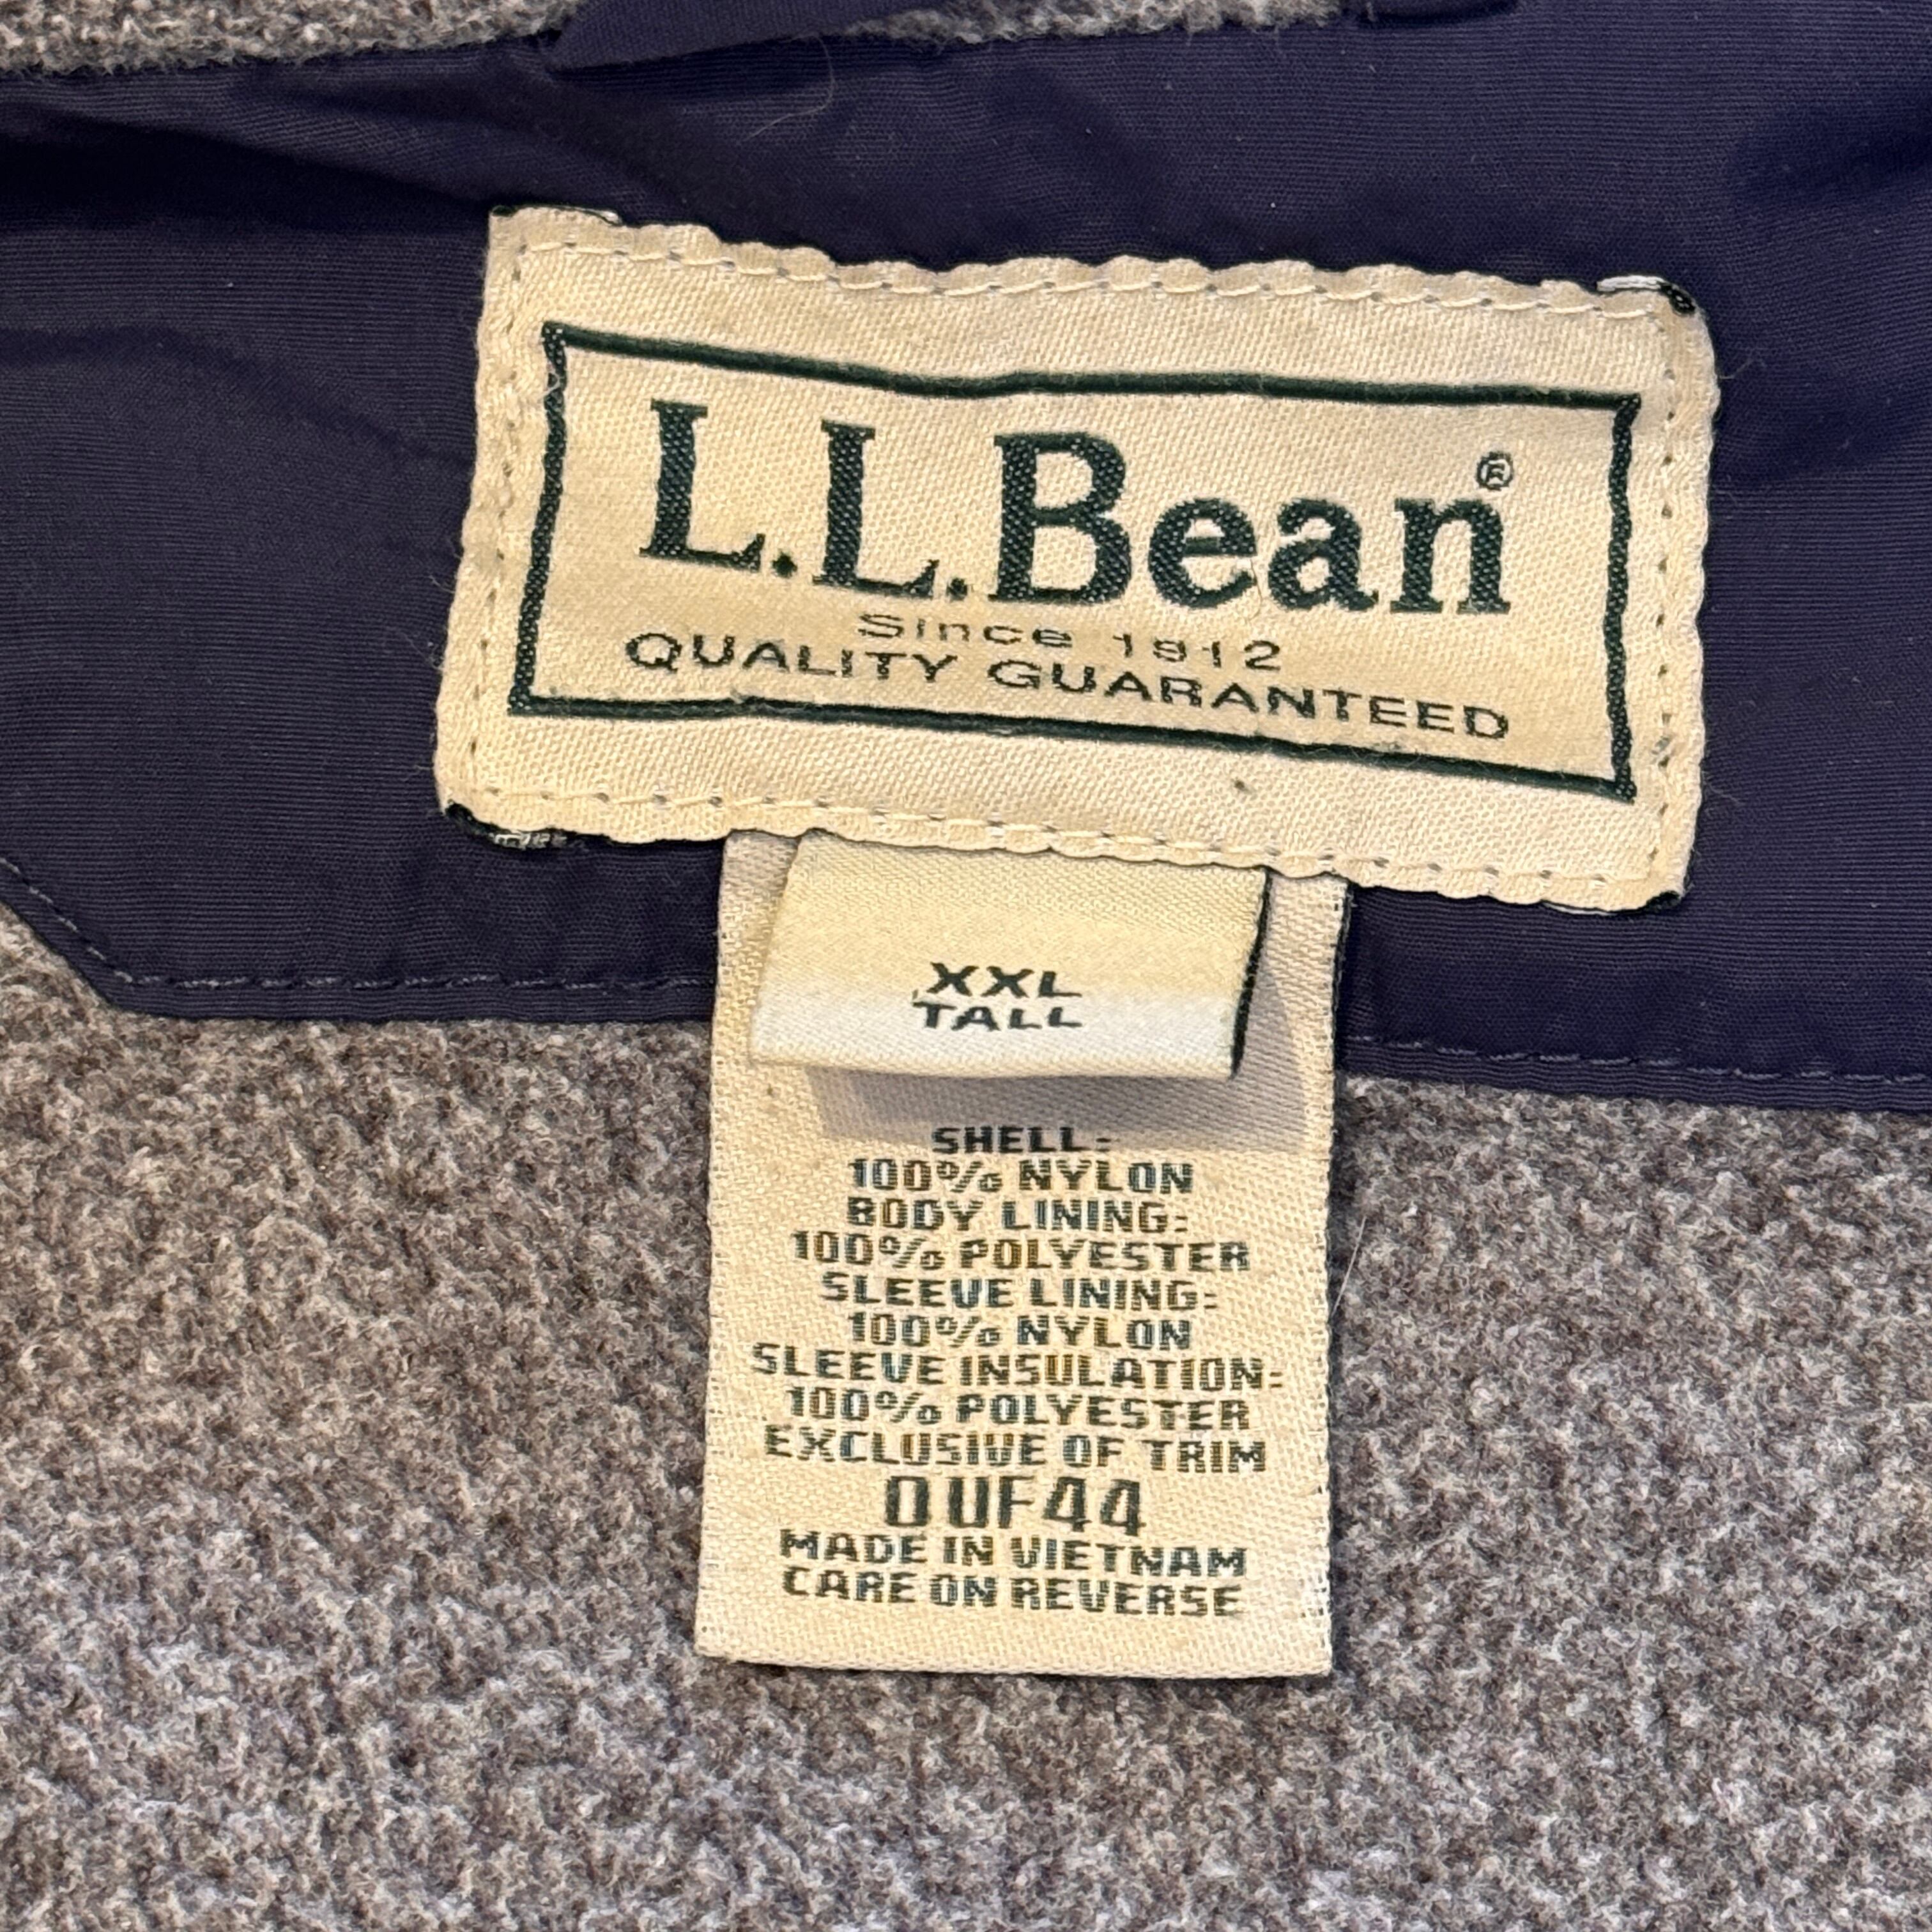 L.L.Bean®
Since 1912
QUALITY GUARANTEED
XXL
TALL
SHELL:
100% NYLON
BODY LINING:
100% POLYESTER
SLEEVE LINING:
100% NYLON
SLEEVE INSULATION:
100% POLYESTER
EXCLUSIVE OF TRIM
0UF44
MADE IN VIETNAM
CARE ON REVERSE